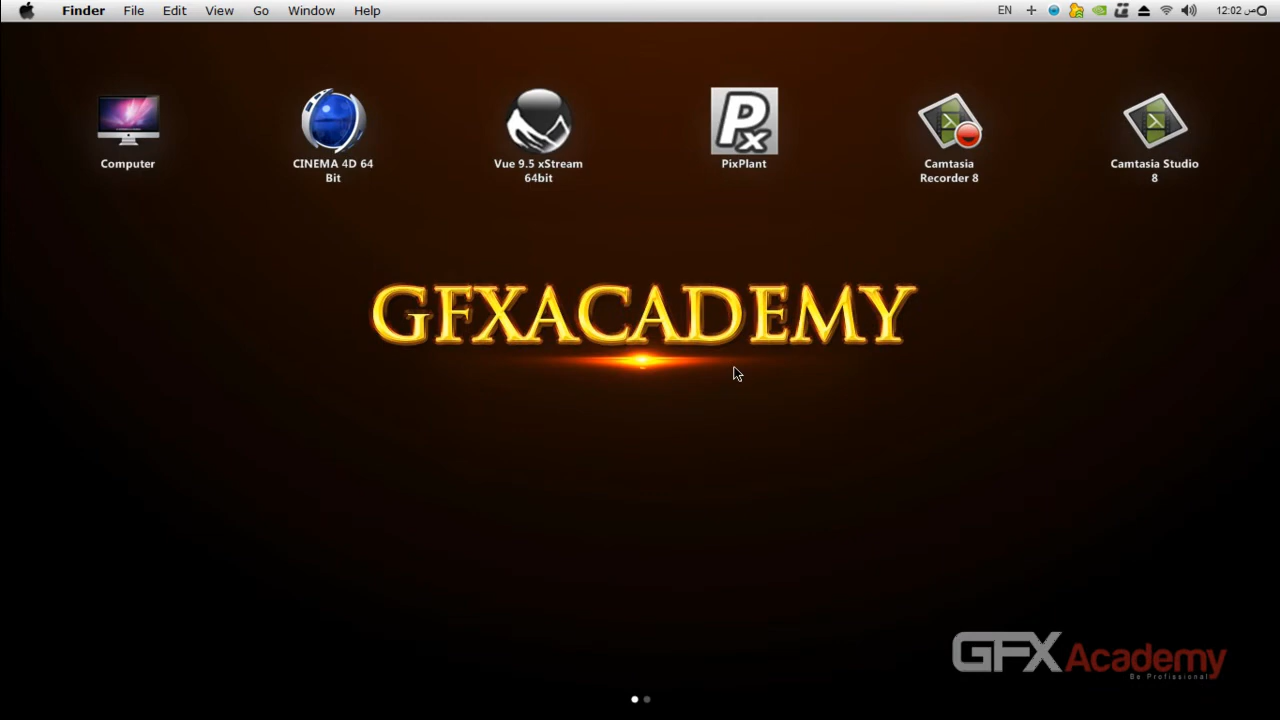 Finder File Edit View Go Window Help EN 12:02 ص
Computer
CINEMA 4D 64
Bit
Vue 9.5 xStream
64bit
PixPlant
Camtasia
Recorder 8
Camtasia Studio
8
GFXACADEMY
GFX Academy
Be Profissional